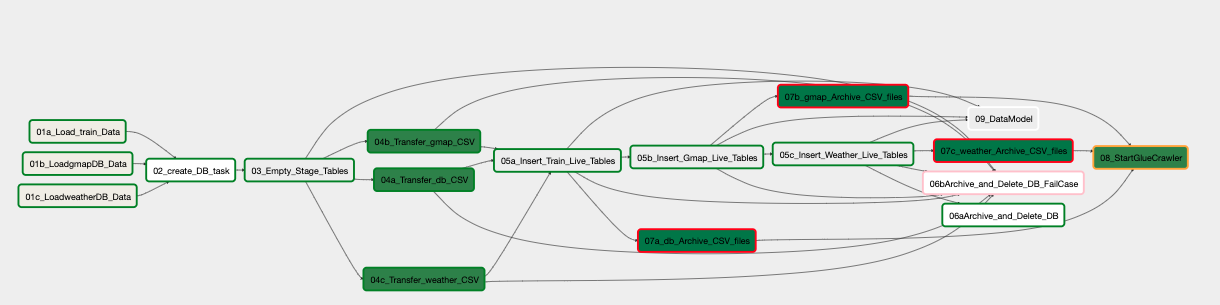 01a_Load_train_Data
01b_LoadgmapDB_Data
01c_LoadweatherDB_Data
02_create_DB_task
03_Empty_Stage_Tables
04b_Transfer_gmap_CSV
04a_Transfer_db_CSV
04c_Transfer_weather_CSV
05a_Insert_Train_Live_Tables
05b_Insert_Gmap_Live_Tables
05c_Insert_Weather_Live_Tables
07b_gmap_Archive_CSV_files
09_DataModel
07c_weather_Archive_CSV_files
06bArchive_and_Delete_DB_FailCase
06aArchive_and_Delete_DB
07a_db_Archive_CSV_files
08_StartGlueCrawler